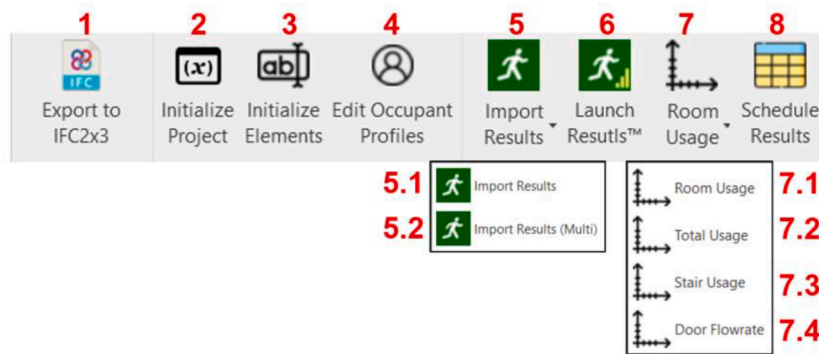 1 2 3 4 5 6 7 8
IFC (x) ab
Export to Initialize Initialize Edit Occupant Import Launch Room Schedule
IFC2x3 Project Elements Profiles Results Resutls™ Usage Results
5.1 Import Results Room Usage 7.1
5.2 Import Results (Multi) Total Usage 7.2
Stair Usage 7.3
Door Flowrate 7.4